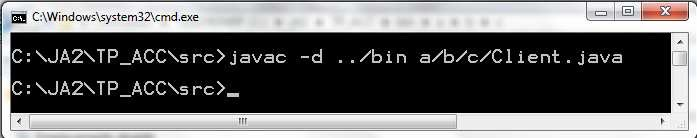 C:\Windows\system32\cmd.exe
C:\JA2\TP_ACC\src>javac -d ../bin a/b/c/Client.java
C:\JA2\TP_ACC\src>_